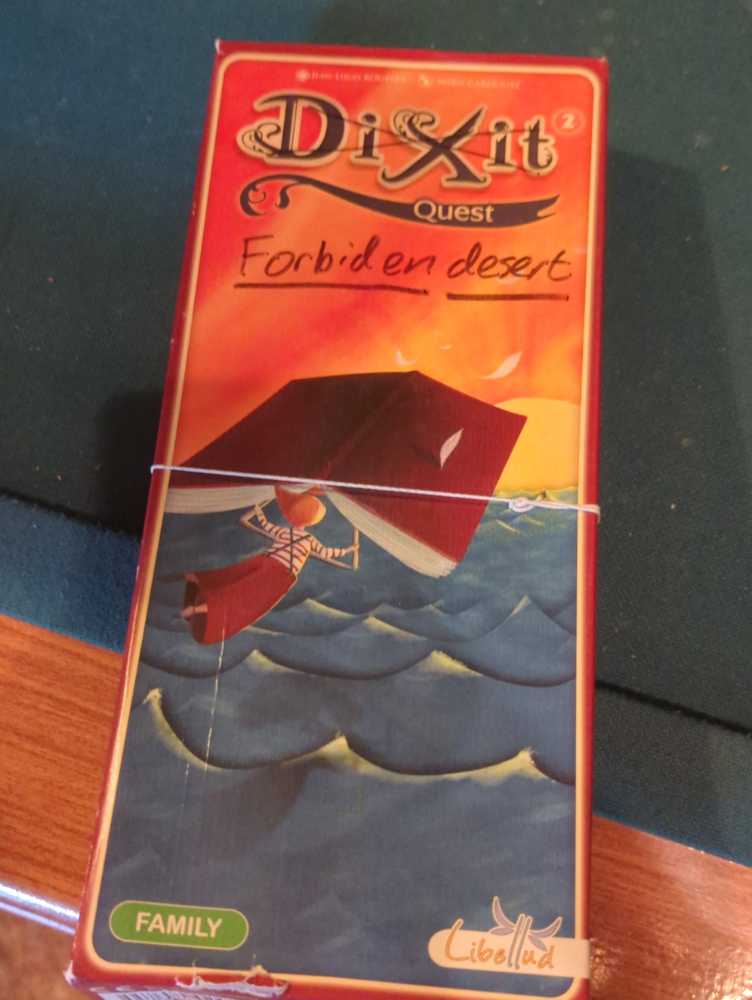 DiXit 2
Quest
Forbiden desert
FAMILY
Libellud